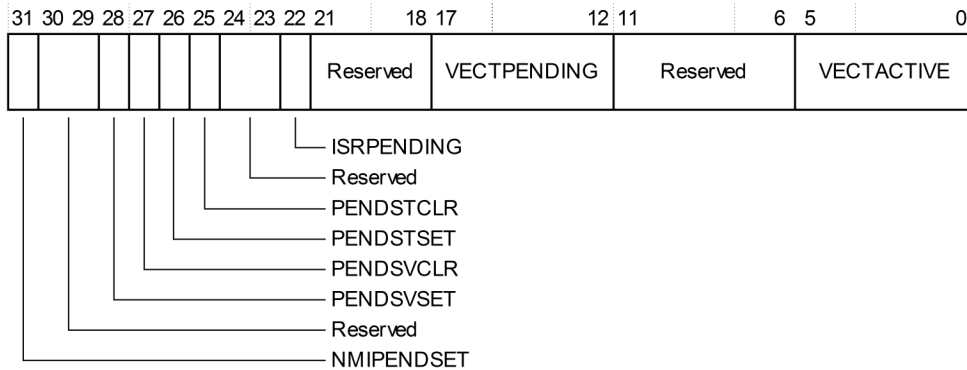 31 30 29 28 27 26 25 24 23 22 21 18 17 12 11 6 5 0
Reserved VECTPENDING Reserved VECTACTIVE
ISRPENDING
Reserved
PENDSTCLR
PENDSTSET
PENDSVCLR
PENDSVSET
Reserved
NMIPENDSET